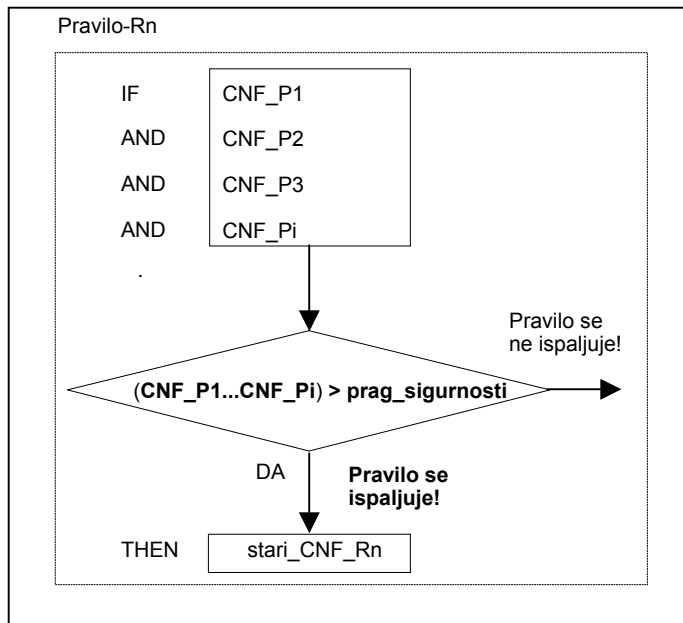 Pravilo-Rn
IF CNF_P1
AND CNF_P2
AND CNF_P3
AND CNF_Pi
.
Pravilo se
ne ispaljuje!
(CNF_P1...CNF_Pi) > prag_sigurnosti
DA
Pravilo se
ispaljuje!
THEN stari_CNF_Rn